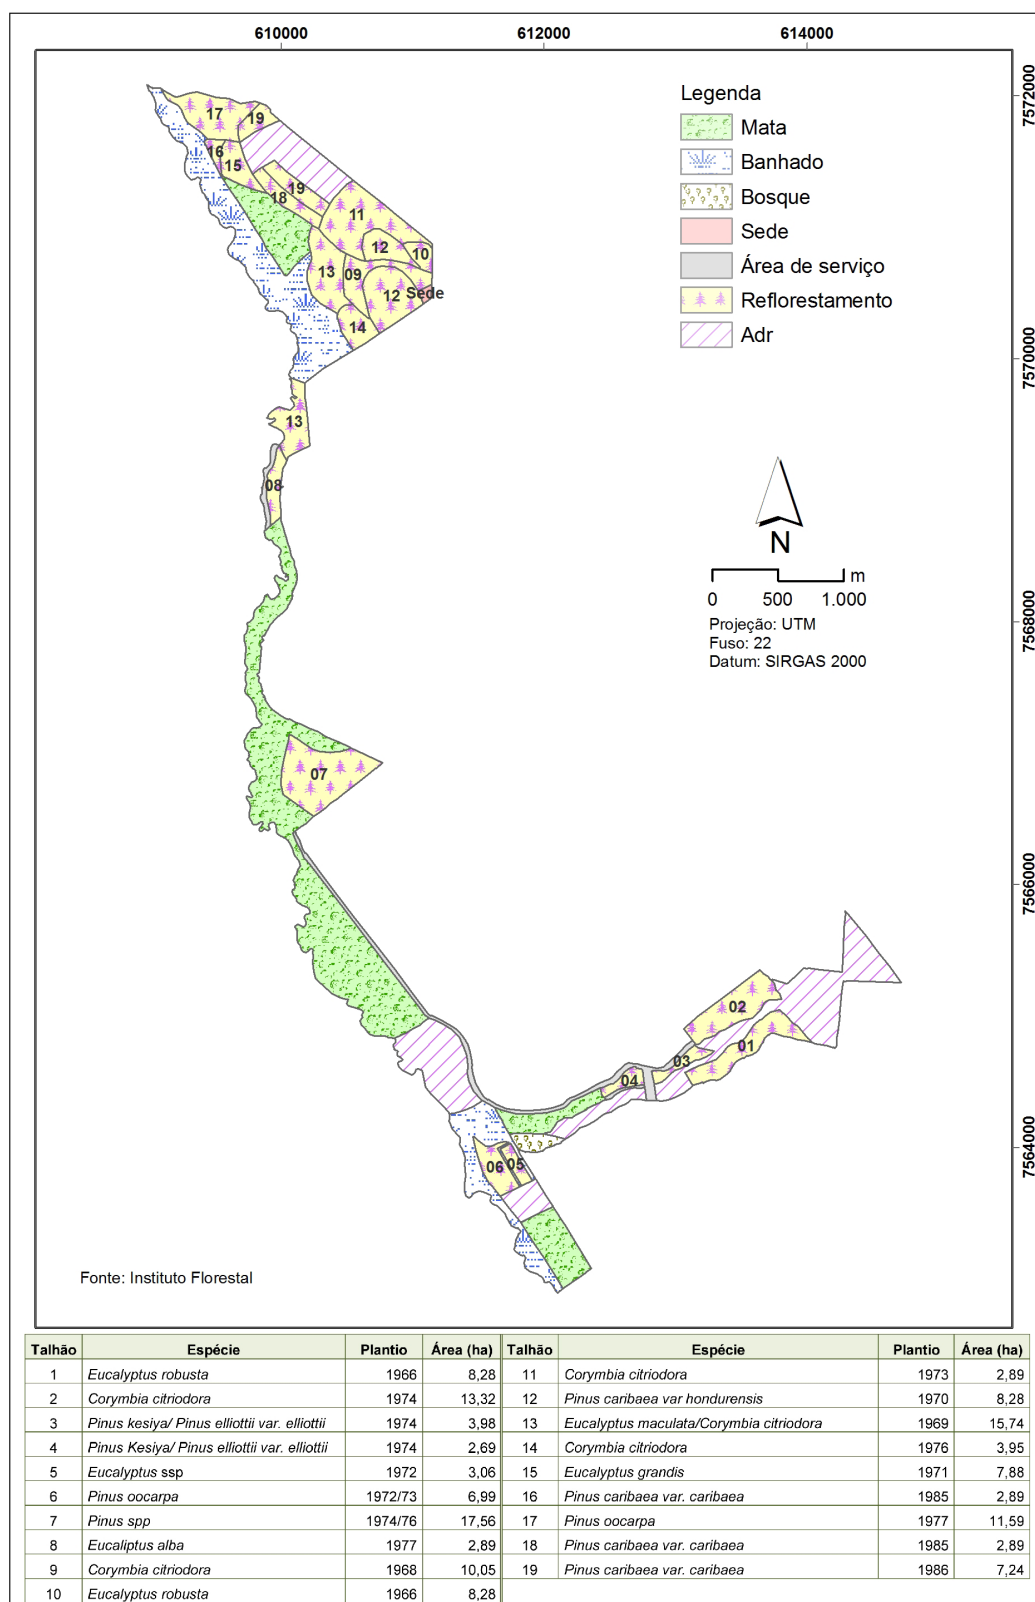 610000 612000 614000
7572000
7570000
7568000
7566000
7564000
Legenda
Mata
Banhado
Bosque
Sede
Área de serviço
Reflorestamento
Adr
17
19
16
15
19
18
11
12
10
13
09
12
Sede
14
13
08
07
02
01
03
04
06
05
N
m
0 500 1.000
Projeção: UTM
Fuso: 22
Datum: SIRGAS 2000
Fonte: Instituto Florestal
Talhão Espécie Plantio Área (ha) Talhão Espécie Plantio Área (ha)
1 Eucalyptus robusta 1966 8,28 11 Corymbia citriodora 1973 2,89
2 Corymbia citriodora 1974 13,32 12 Pinus caribaea var hondurensis 1970 8,28
3 Pinus kesiya/ Pinus elliottii var. elliottii 1974 3,98 13 Eucalyptus maculata/Corymbia citriodora 1969 15,74
4 Pinus Kesiya/ Pinus elliottii var. elliottii 1974 2,69 14 Corymbia citriodora 1976 3,95
5 Eucalyptus ssp 1972 3,06 15 Eucalyptus grandis 1971 7,88
6 Pinus oocarpa 1972/73 6,99 16 Pinus caribaea var. caribaea 1985 2,89
7 Pinus spp 1974/76 17,56 17 Pinus oocarpa 1977 11,59
8 Eucaliptus alba 1977 2,89 18 Pinus caribaea var. caribaea 1985 2,89
9 Corymbia citriodora 1968 10,05 19 Pinus caribaea var. caribaea 1986 7,24
10 Eucalyptus robusta 1966 8,28